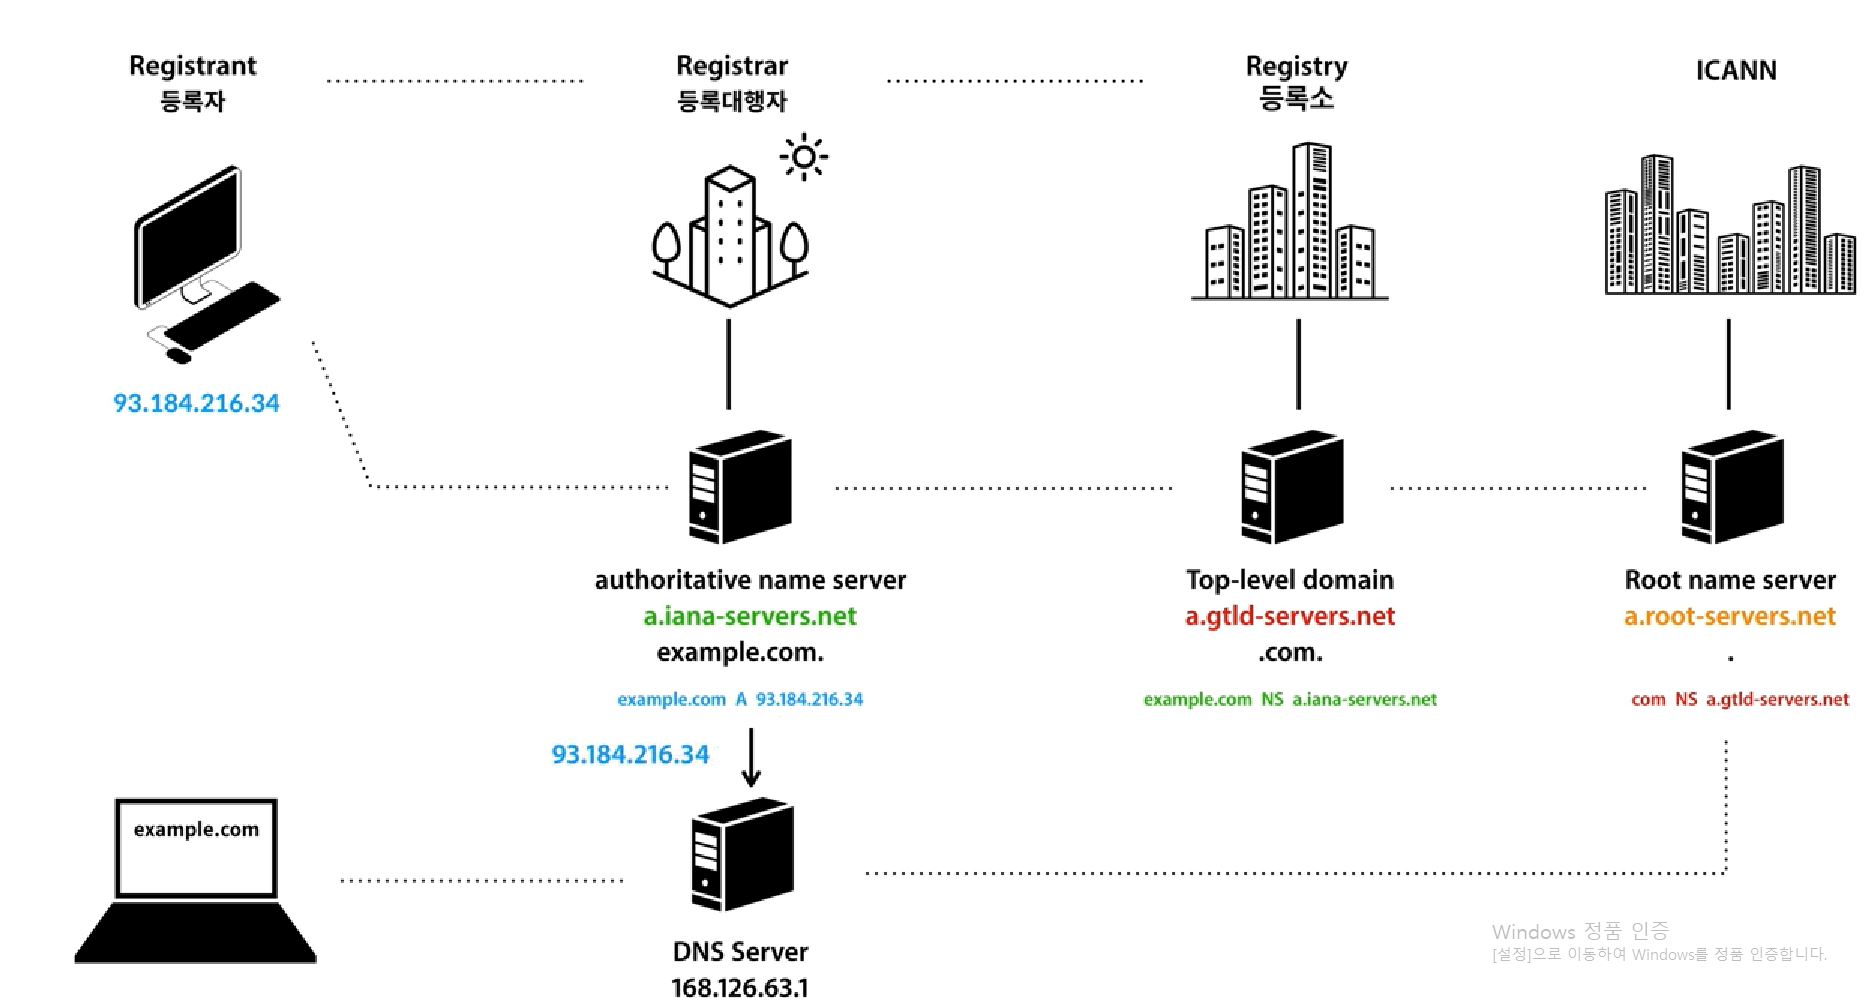 Registrant
등록자
Registrar
등록대행자
Registry
등록소
ICANN
93.184.216.34
authoritative name server
a.iana-servers.net
example.com.
example.com A 93.184.216.34
Top-level domain
a.gtld-servers.net
.com.
example.com NS a.iana-servers.net
Root name server
a.root-servers.net
.
com NS a.gtld-servers.net
93.184.216.34
example.com
DNS Server
168.126.63.1
Windows 정품 인증
[설정]으로 이동하여 Windows를 정품 인증합니다.